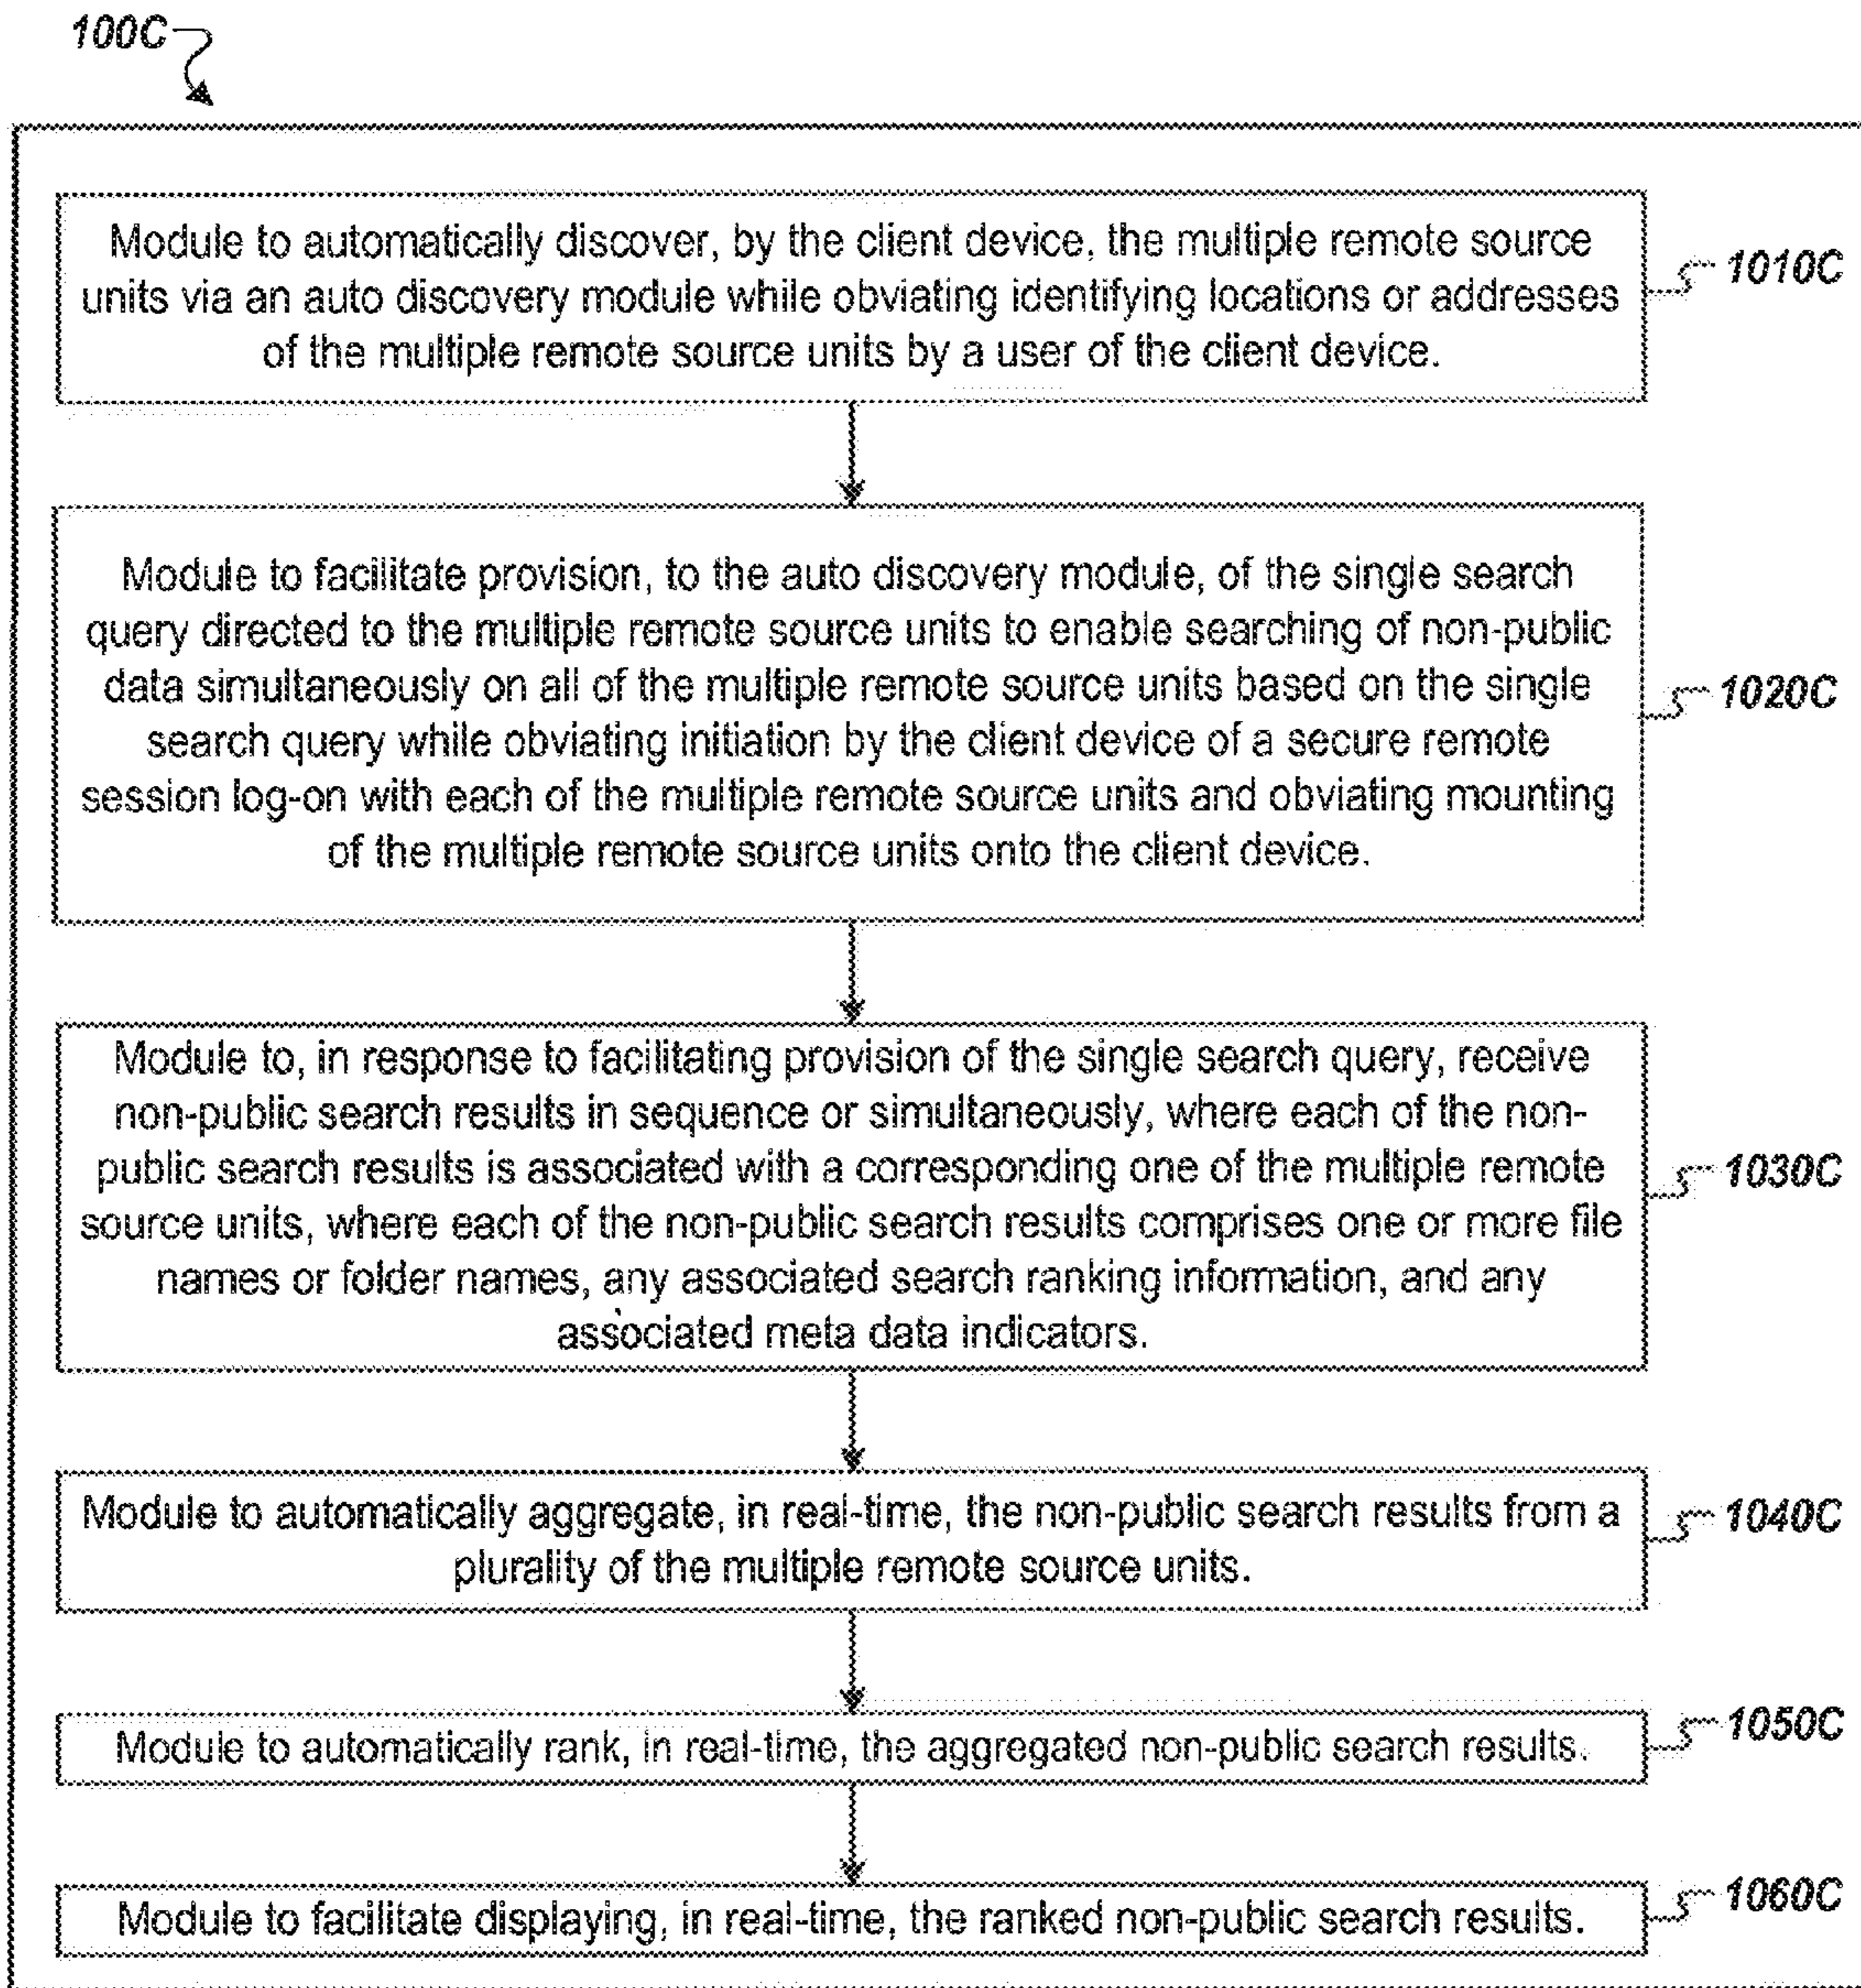 100C
Module to automatically discover, by the client device, the multiple remote source
units via an auto discovery module while obviating identifying locations or addresses
of the multiple remote source units by a user of the client device.
1010C
Module to facilitate provision, to the auto discovery module, of the single search
query directed to the multiple remote source units to enable searching of non-public
data simultaneously on all of the multiple remote source units based on the single
search query while obviating initiation by the client device of a secure remote
session log-on with each of the multiple remote source units and obviating mounting
of the multiple remote source units onto the client device.
1020C
Module to, in response to facilitating provision of the single search query, receive
non-public search results in sequence or simultaneously, where each of the non-
public search results is associated with a corresponding one of the multiple remote
source units, where each of the non-public search results comprises one or more file
names or folder names, any associated search ranking information, and any
associated meta data indicators.
1030C
Module to automatically aggregate, in real-time, the non-public search results from a
plurality of the multiple remote source units.
1040C
Module to automatically rank, in real-time, the aggregated non-public search results.
1050C
Module to facilitate displaying, in real-time, the ranked non-public search results.
1060C